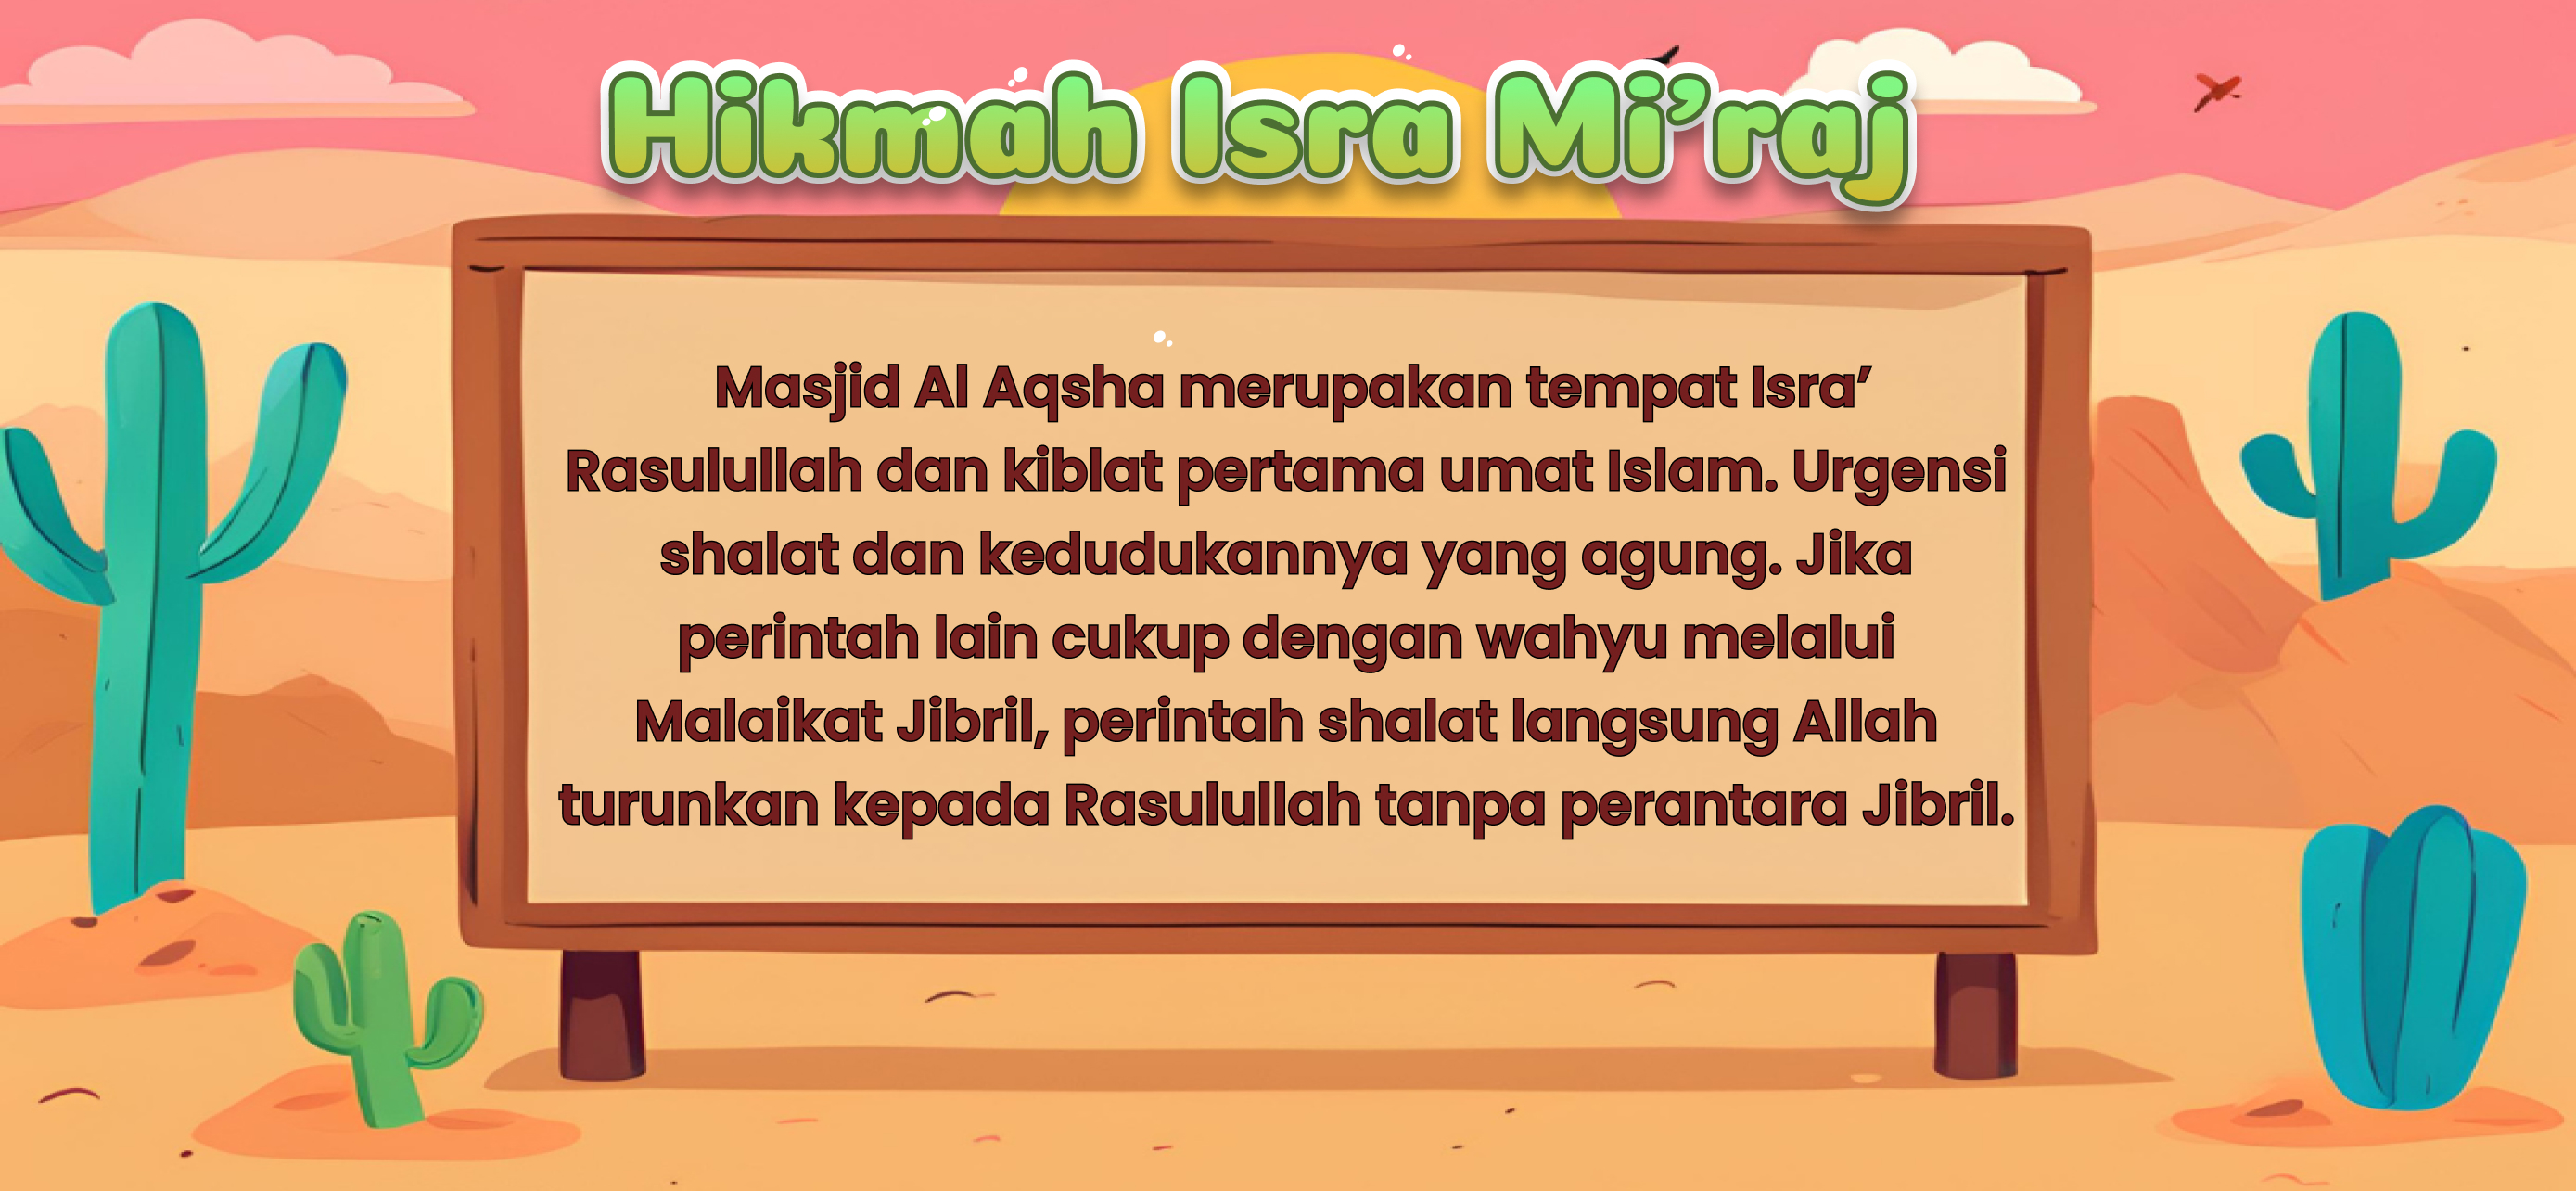 Hikmah Isra Mi’raj
Masjid Al Aqsha merupakan tempat Isra’
Rasulullah dan kiblat pertama umat Islam. Urgensi
shalat dan kedudukannya yang agung. Jika
perintah lain cukup dengan wahyu melalui
Malaikat Jibril, perintah shalat langsung Allah
turunkan kepada Rasulullah tanpa perantara Jibril.